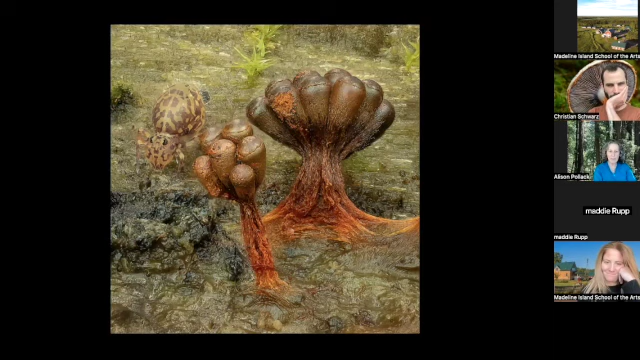 Madeline Island School of the Arts
Christian Schwarz
Alison Pollack
maddie Rupp
maddie Rupp
Madeline Island School of the Arts